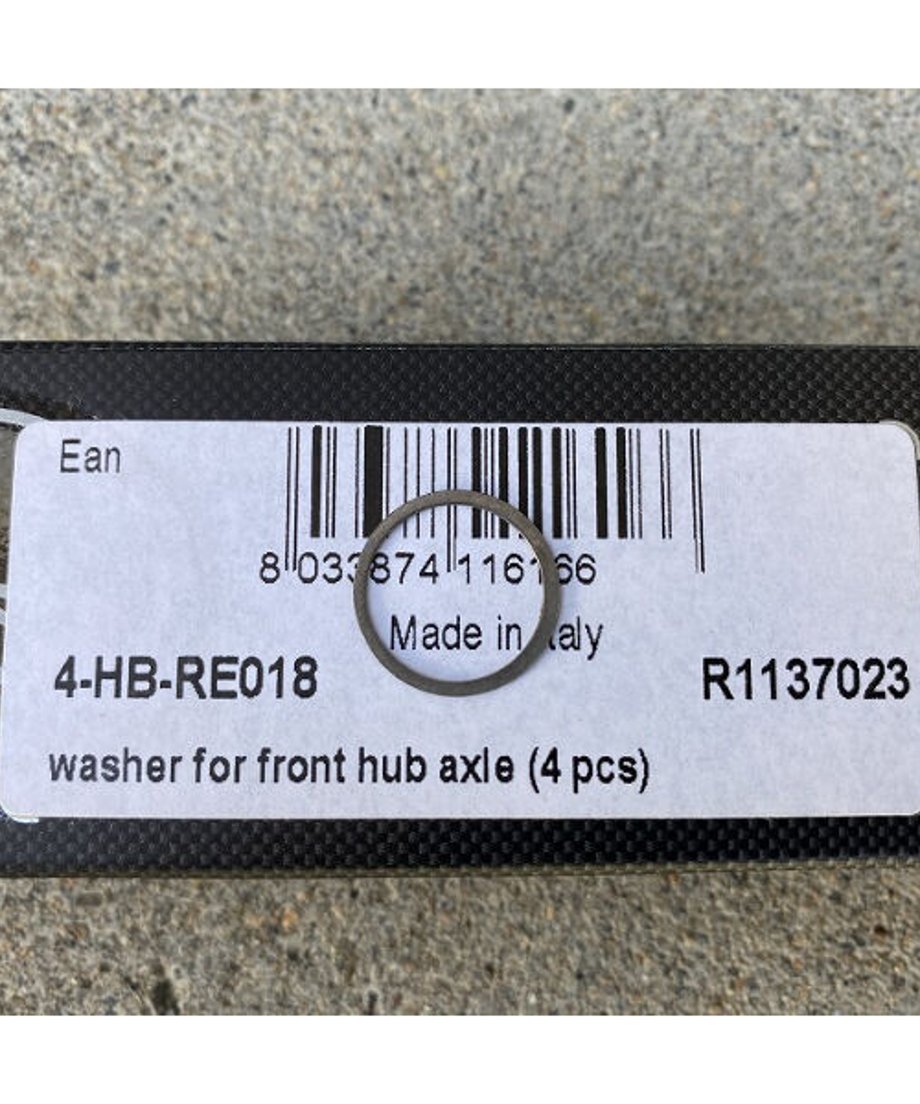 Ean
8 033874 116166
Made in Italy
4-HB-RE018 R1137023
washer for front hub axle (4 pcs)